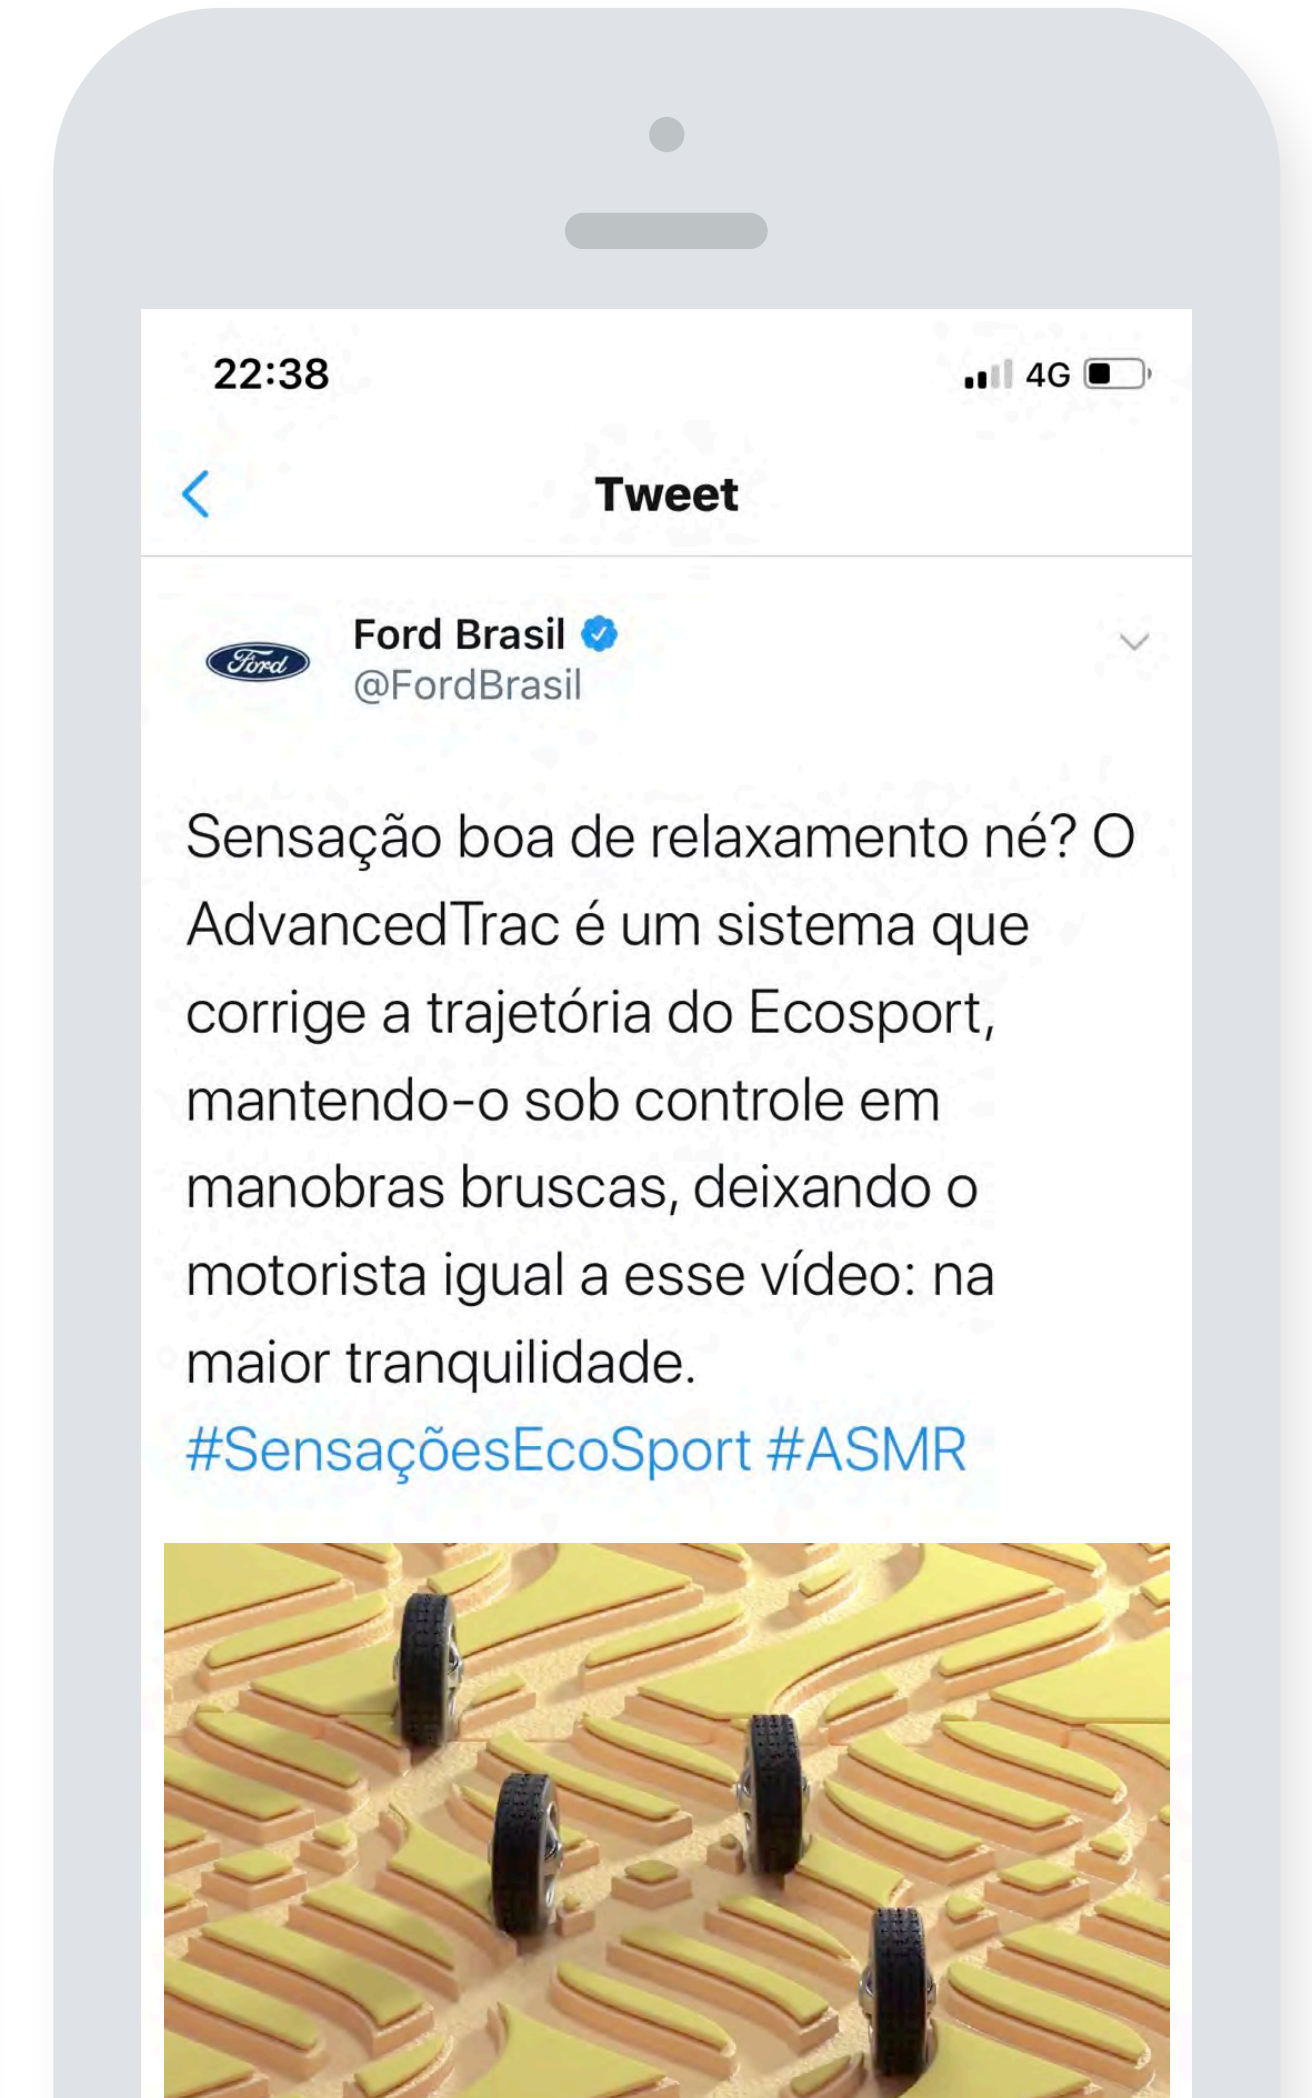 22:38
4G
Tweet
Ford
Ford Brasil
@FordBrasil
Sensação boa de relaxamento né? O
AdvancedTrac é um sistema que
corrige a trajetória do Ecosport,
mantendo-o sob controle em
manobras bruscas, deixando o
motorista igual a esse vídeo: na
maior tranquilidade.
#SensaçõesEcoSport #ASMR